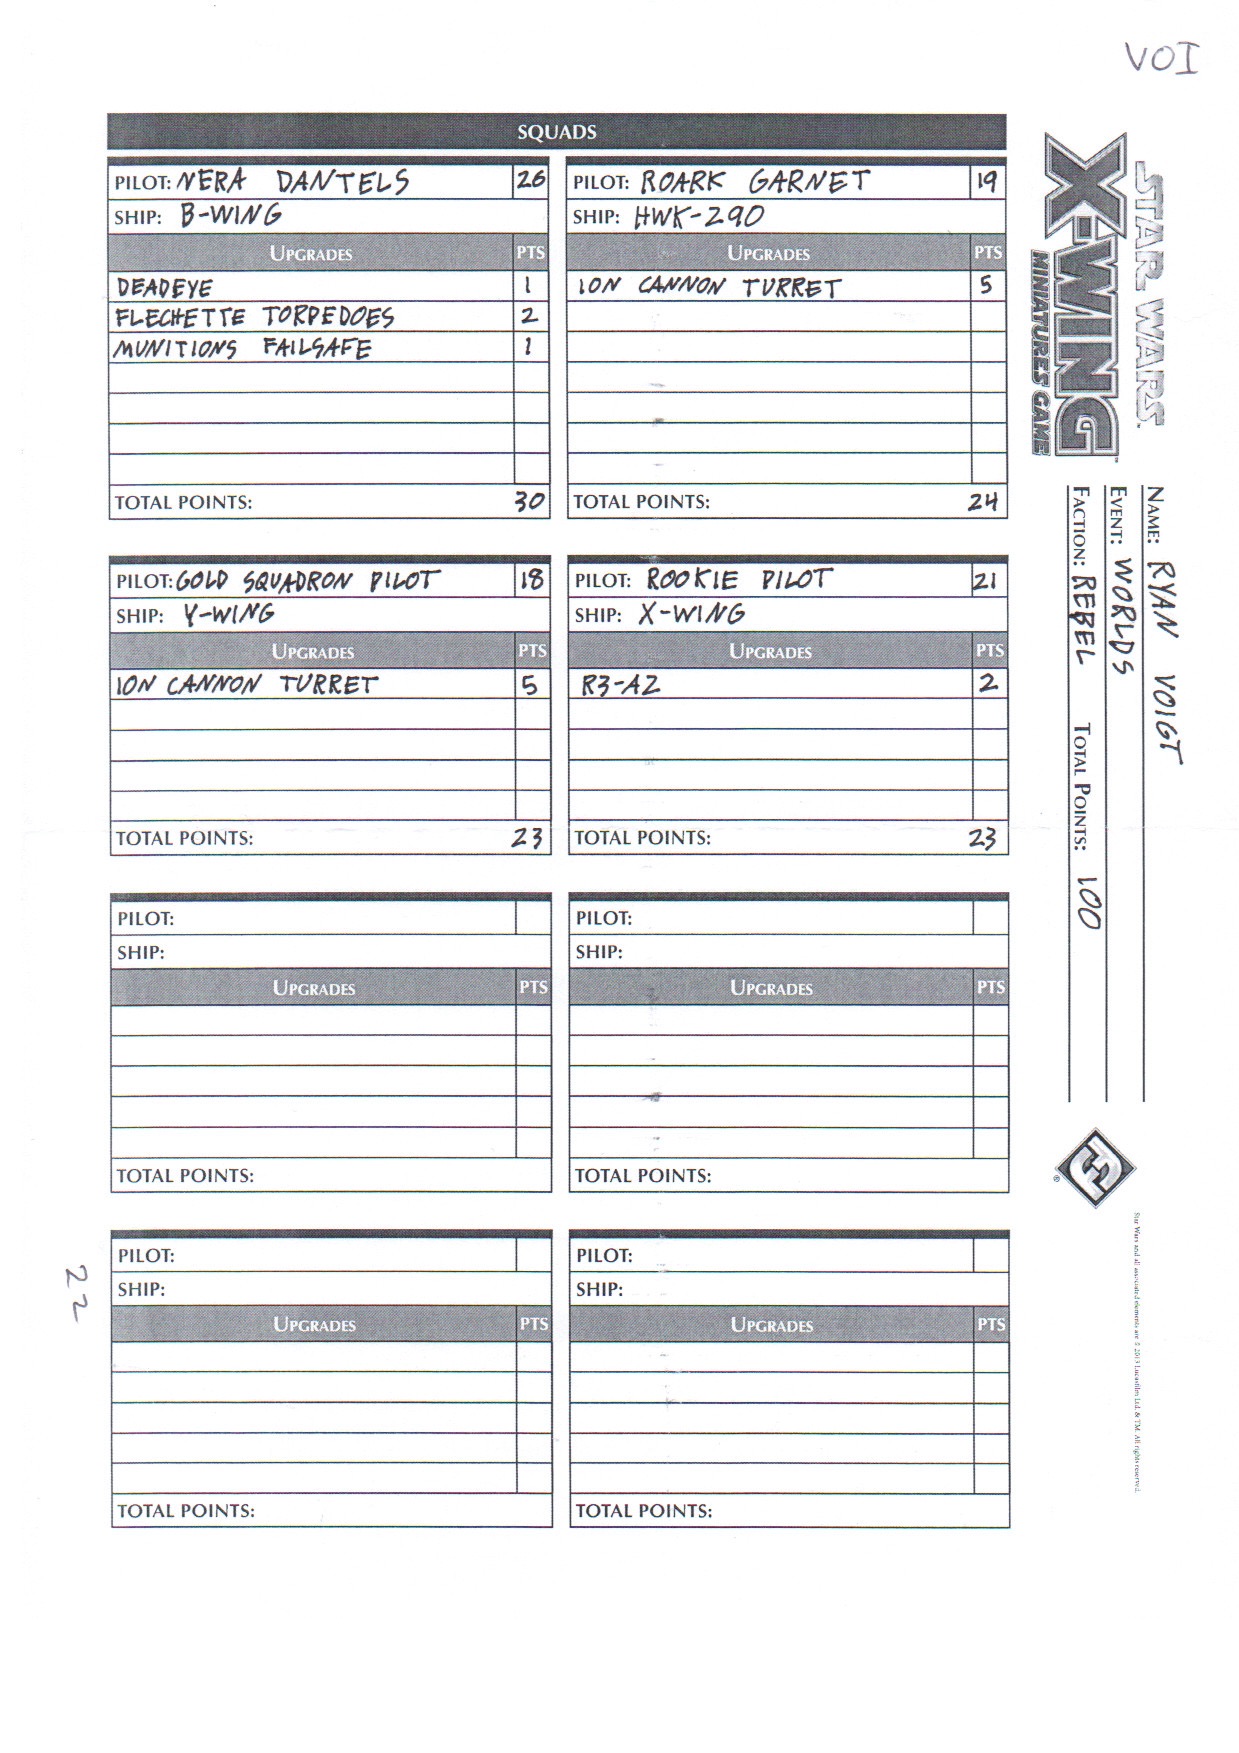 VOI
SQUADS
PILOT: NERA DANTELS 26
SHIP: B-WING
UPGRADES PTS
DEADEYE 1
FLECHETTE TORPEDOES 2
MUNITIONS FAILSAFE 1
TOTAL POINTS: 30
PILOT: ROARK GARNET 19
SHIP: HWK-290
UPGRADES PTS
ION CANNON TURRET 5
TOTAL POINTS: 24
PILOT: GOLD SQUADRON PILOT 18
SHIP: Y-WING
UPGRADES PTS
ION CANNON TURRET 5
TOTAL POINTS: 23
PILOT: ROOKIE PILOT 21
SHIP: X-WING
UPGRADES PTS
R3-A2 2
TOTAL POINTS: 23
PILOT:
SHIP:
UPGRADES PTS
TOTAL POINTS:
PILOT:
SHIP:
UPGRADES PTS
TOTAL POINTS:
PILOT:
SHIP:
UPGRADES PTS
TOTAL POINTS:
PILOT:
SHIP:
UPGRADES PTS
TOTAL POINTS:
STAR WARS™
X-WING™
MINIATURES GAME
NAME: RYAN VOIGT
EVENT: WORLDS
FACTION: REBEL TOTAL POINTS: 100
®
Star Wars and all associated elements are © 2013 Lucasfilm Ltd. & TM. All rights reserved.
22